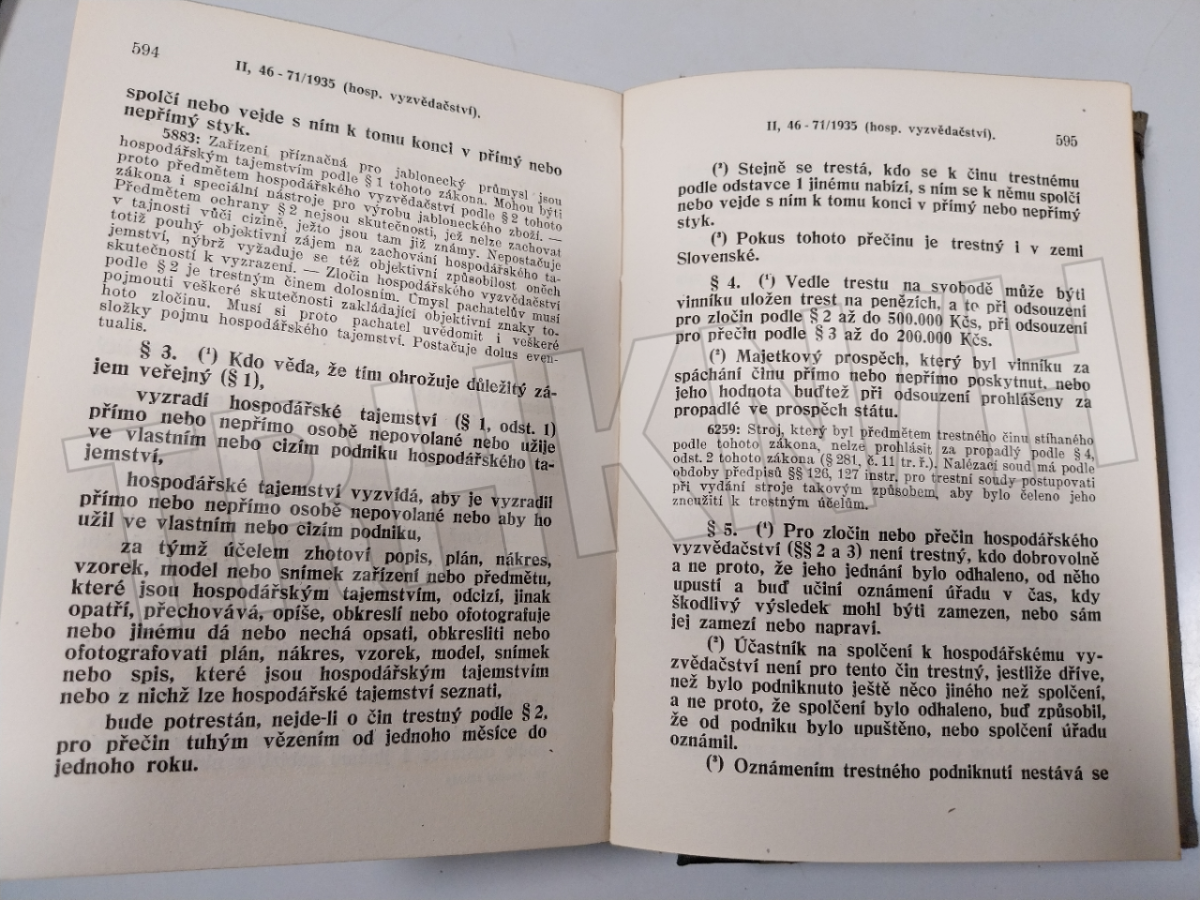 594
II, 46 - 71/1935 (hosp. vyzvědačství).
spolčí nebo vejde s ním k tomu konci v přímý nebo
nepřímý styk.
5883: Zařízení příznačná pro jablonecký průmysl jsou
hospodářským tajemstvím podle § 1 tohoto zákona. Mohou býti
proto předmětem hospodářského vyzvědačství podle § 2 tohoto
zákona i speciální nástroje pro výrobu jabloneckého zboží. —
Předmětem ochrany § 2 nejsou skutečnosti, jež nelze zachovat
v tajnosti vůči cizině, ježto jsou tam již známy. Nepostačuje
totiž pouhý objektivní zájem na zachování hospodářského ta-
jemství, nýbrž vyžaduje se též objektivní způsobilost oněch
skutečností k vyzrazení. — Zločin hospodářského vyzvědačství
podle § 2 je trestným činem dolosním. Úmysl pachatelův musí
pojmouti veškeré skutečnosti zakládající objektivní znaky to-
hoto zločinu. Musí si proto pachatel uvědomit i veškeré
složky pojmu hospodářského tajemství. Postačuje dolus even-
tualis.
§ 3. (¹) Kdo věda, že tím ohrožuje důležitý zá-
jem veřejný (§ 1),
vyzradí hospodářské tajemství (§ 1, odst. 1)
přímo nebo nepřímo osobě nepovolané nebo užije
ve vlastním nebo cizím podniku hospodářského ta-
jemství,
hospodářské tajemství vyzvídá, aby je vyzradil
přímo nebo nepřímo osobě nepovolané nebo aby ho
užil ve vlastním nebo cizím podniku,
za týmž účelem zhotoví popis, plán, nákres,
vzorek, model nebo snímek zařízení nebo předmětu,
které jsou hospodářským tajemstvím, odcizí, jinak
opatří, přechovává, opíše, obkreslí nebo ofotografuje
nebo jinému dá nebo nechá opsati, obkresliti nebo
ofotografovati plán, nákres, vzorek, model, snímek
nebo spis, které jsou hospodářským tajemstvím
nebo z nichž lze hospodářské tajemství seznati,
bude potrestán, nejde-li o čin trestný podle § 2,
pro přečin tuhým vězením od jednoho měsíce do
jednoho roku.
II, 46 - 71/1935 (hosp. vyzvědačství).
595
(²) Stejně se trestá, kdo se k činu trestnému
podle odstavce 1 jinému nabízí, s ním se k němu spolčí
nebo vejde s ním k tomu konci v přímý nebo nepřímý
styk.
(³) Pokus tohoto přečinu je trestný i v zemi
Slovenské.
§ 4. (¹) Vedle trestu na svobodě může býti
vinníku uložen trest na penězích, a to při odsouzení
pro zločin podle § 2 až do 500.000 Kčs, při odsouzení
pro přečin podle § 3 až do 200.000 Kčs.
(²) Majetkový prospěch, který byl vinníku za
spáchání činu přímo nebo nepřímo poskytnut, nebo
jeho hodnota buďtež při odsouzení prohlášeny za
propadlé ve prospěch státu.
6259: Stroj, který byl předmětem trestného činu stíhaného
podle tohoto zákona, nelze prohlásit za propadlý podle § 4,
odst. 2 tohoto zákona (§ 281, č. 11 tr. ř.). Nalézací soud má podle
obdoby předpisů §§ 126, 127 instr. pro trestní soudy postupovati
při vydání stroje takovým způsobem, aby bylo čeleno jeho
zneužití k trestným účelům.
§ 5. (¹) Pro zločin nebo přečin hospodářského
vyzvědačství (§§ 2 a 3) není trestný, kdo dobrovolně
a ne proto, že jeho jednání bylo odhaleno, od něho
upustí a buď učiní oznámení úřadu v čas, kdy
škodlivý výsledek mohl býti zamezen, nebo sám
jej zamezí nebo napraví.
(²) Účastník na spolčení k hospodářskému vy-
zvědačství není pro tento čin trestný, jestliže dříve,
než bylo podniknuto ještě něco jiného než spolčení,
a ne proto, že spolčení bylo odhaleno, buď způsobil,
že od podniku bylo upuštěno, nebo spolčení úřadu
oznámil.
(³) Oznámením trestného podniknutí nestává se
TRHKNIH